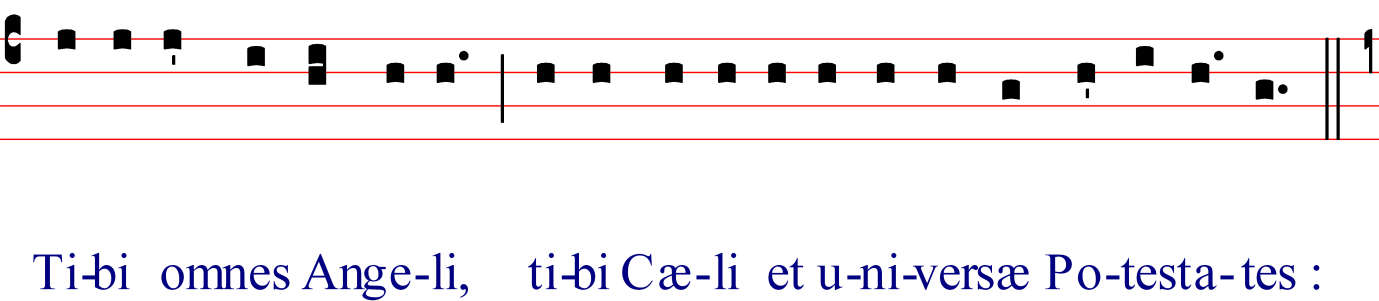 Ti-bi omnes Ange-li, ti-bi Cæ-li et u-ni-versæ Po-testa-tes :